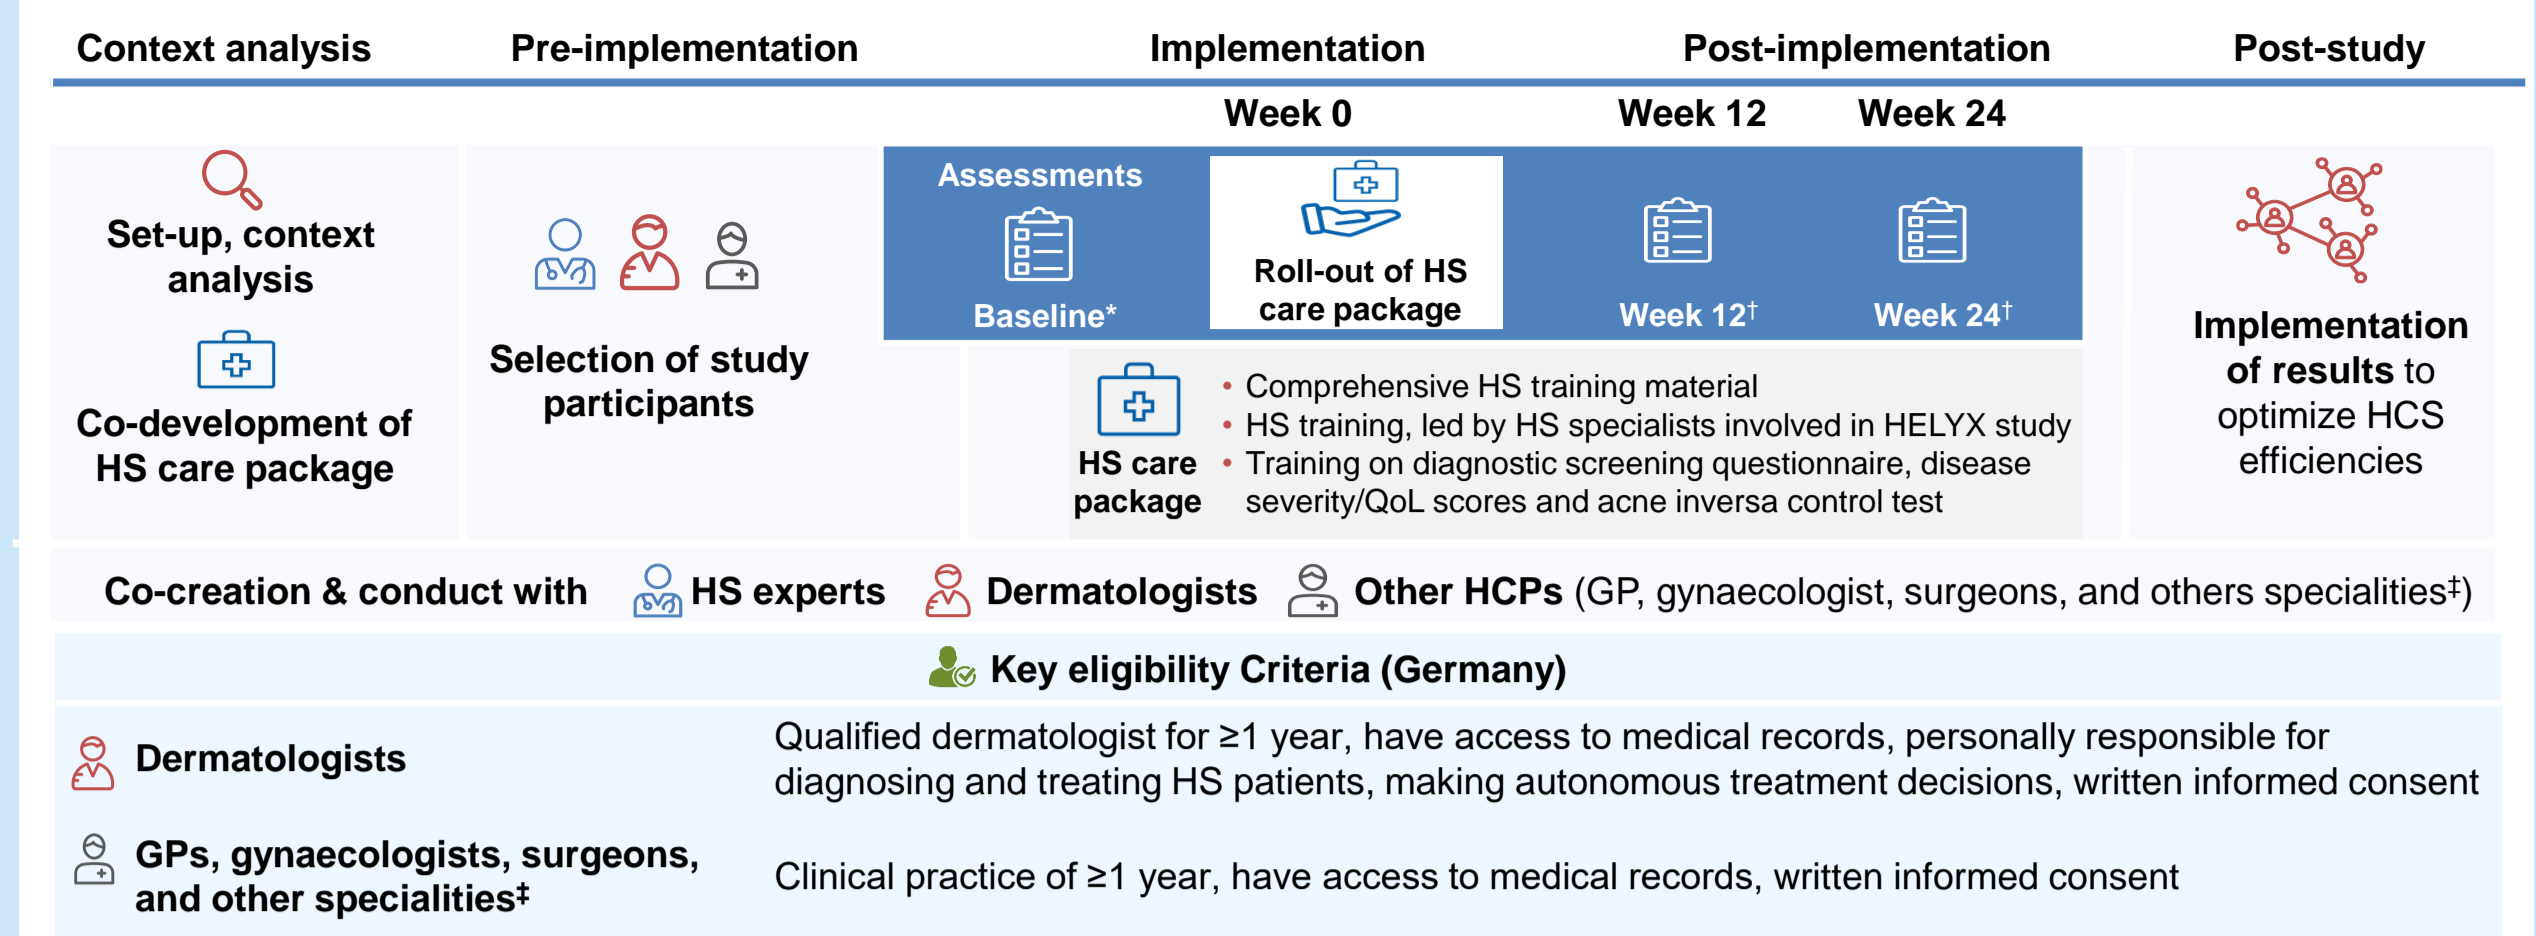 Context analysis
Pre-implementation
Implementation
Post-implementation
Post-study
Week 0
Week 12
Week 24
Set-up, context
analysis
Co-development of
HS care package
Selection of study
participants
Assessments
Baseline*
Roll-out of HS
care package
Week 12†
Week 24†
HS care
package
• Comprehensive HS training material
• HS training, led by HS specialists involved in HELYX study
• Training on diagnostic screening questionnaire, disease
severity/QoL scores and acne inversa control test
Implementation
of results to
optimize HCS
efficiencies
Co-creation & conduct with
HS experts
Dermatologists
Other HCPs (GP, gynaecologist, surgeons, and others specialities‡)
Key eligibility Criteria (Germany)
Dermatologists
Qualified dermatologist for ≥1 year, have access to medical records, personally responsible for
diagnosing and treating HS patients, making autonomous treatment decisions, written informed consent
GPs, gynaecologists, surgeons,
and other specialities‡
Clinical practice of ≥1 year, have access to medical records, written informed consent